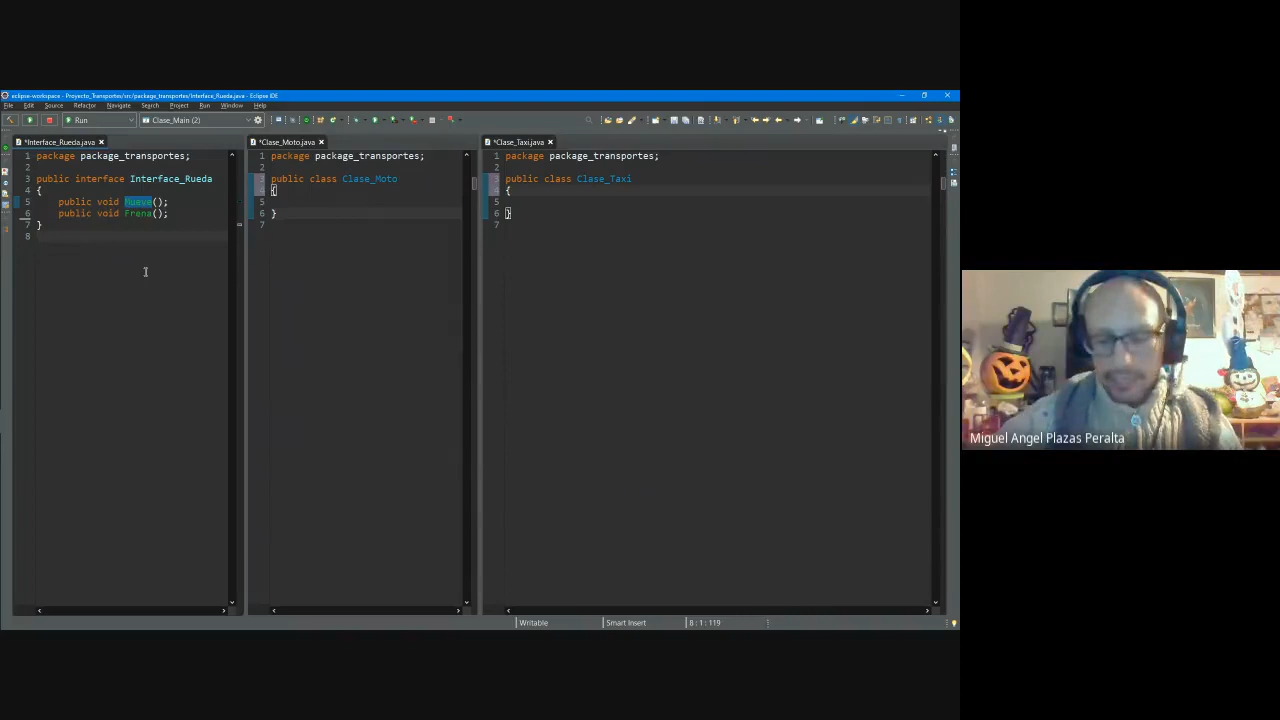 eclipse-workspace - Proyecto_Transportes/src/package_transportes/Interface_Rueda.java - Eclipse IDE
File Edit Source Refactor Navigate Search Project Run Window Help
Run Clase_Main (2)
*Interface_Rueda.java
1 package package_transportes;
2
3 public interface Interface_Rueda
4 {
5 public void Mueve();
6 public void Frena();
7 }
8
*Clase_Moto.java
1 package package_transportes;
2
3 public class Clase_Moto
4 {
5
6 }
7
*Clase_Taxi.java
1 package package_transportes;
2
3 public class Clase_Taxi
4 {
5
6 }
7
Writable Smart Insert 8 : 1 : 119
Miguel Angel Plazas Peralta